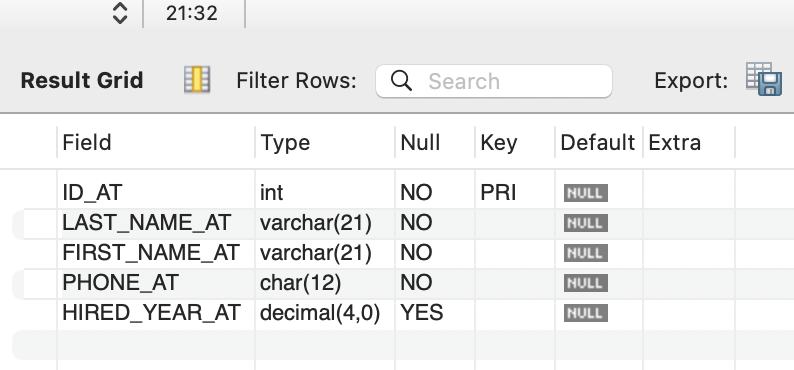 21:32
Result Grid Filter Rows: Search Export:
Field Type Null Key Default Extra
ID_AT int NO PRI NULL
LAST_NAME_AT varchar(21) NO NULL
FIRST_NAME_AT varchar(21) NO NULL
PHONE_AT char(12) NO NULL
HIRED_YEAR_AT decimal(4,0) YES NULL